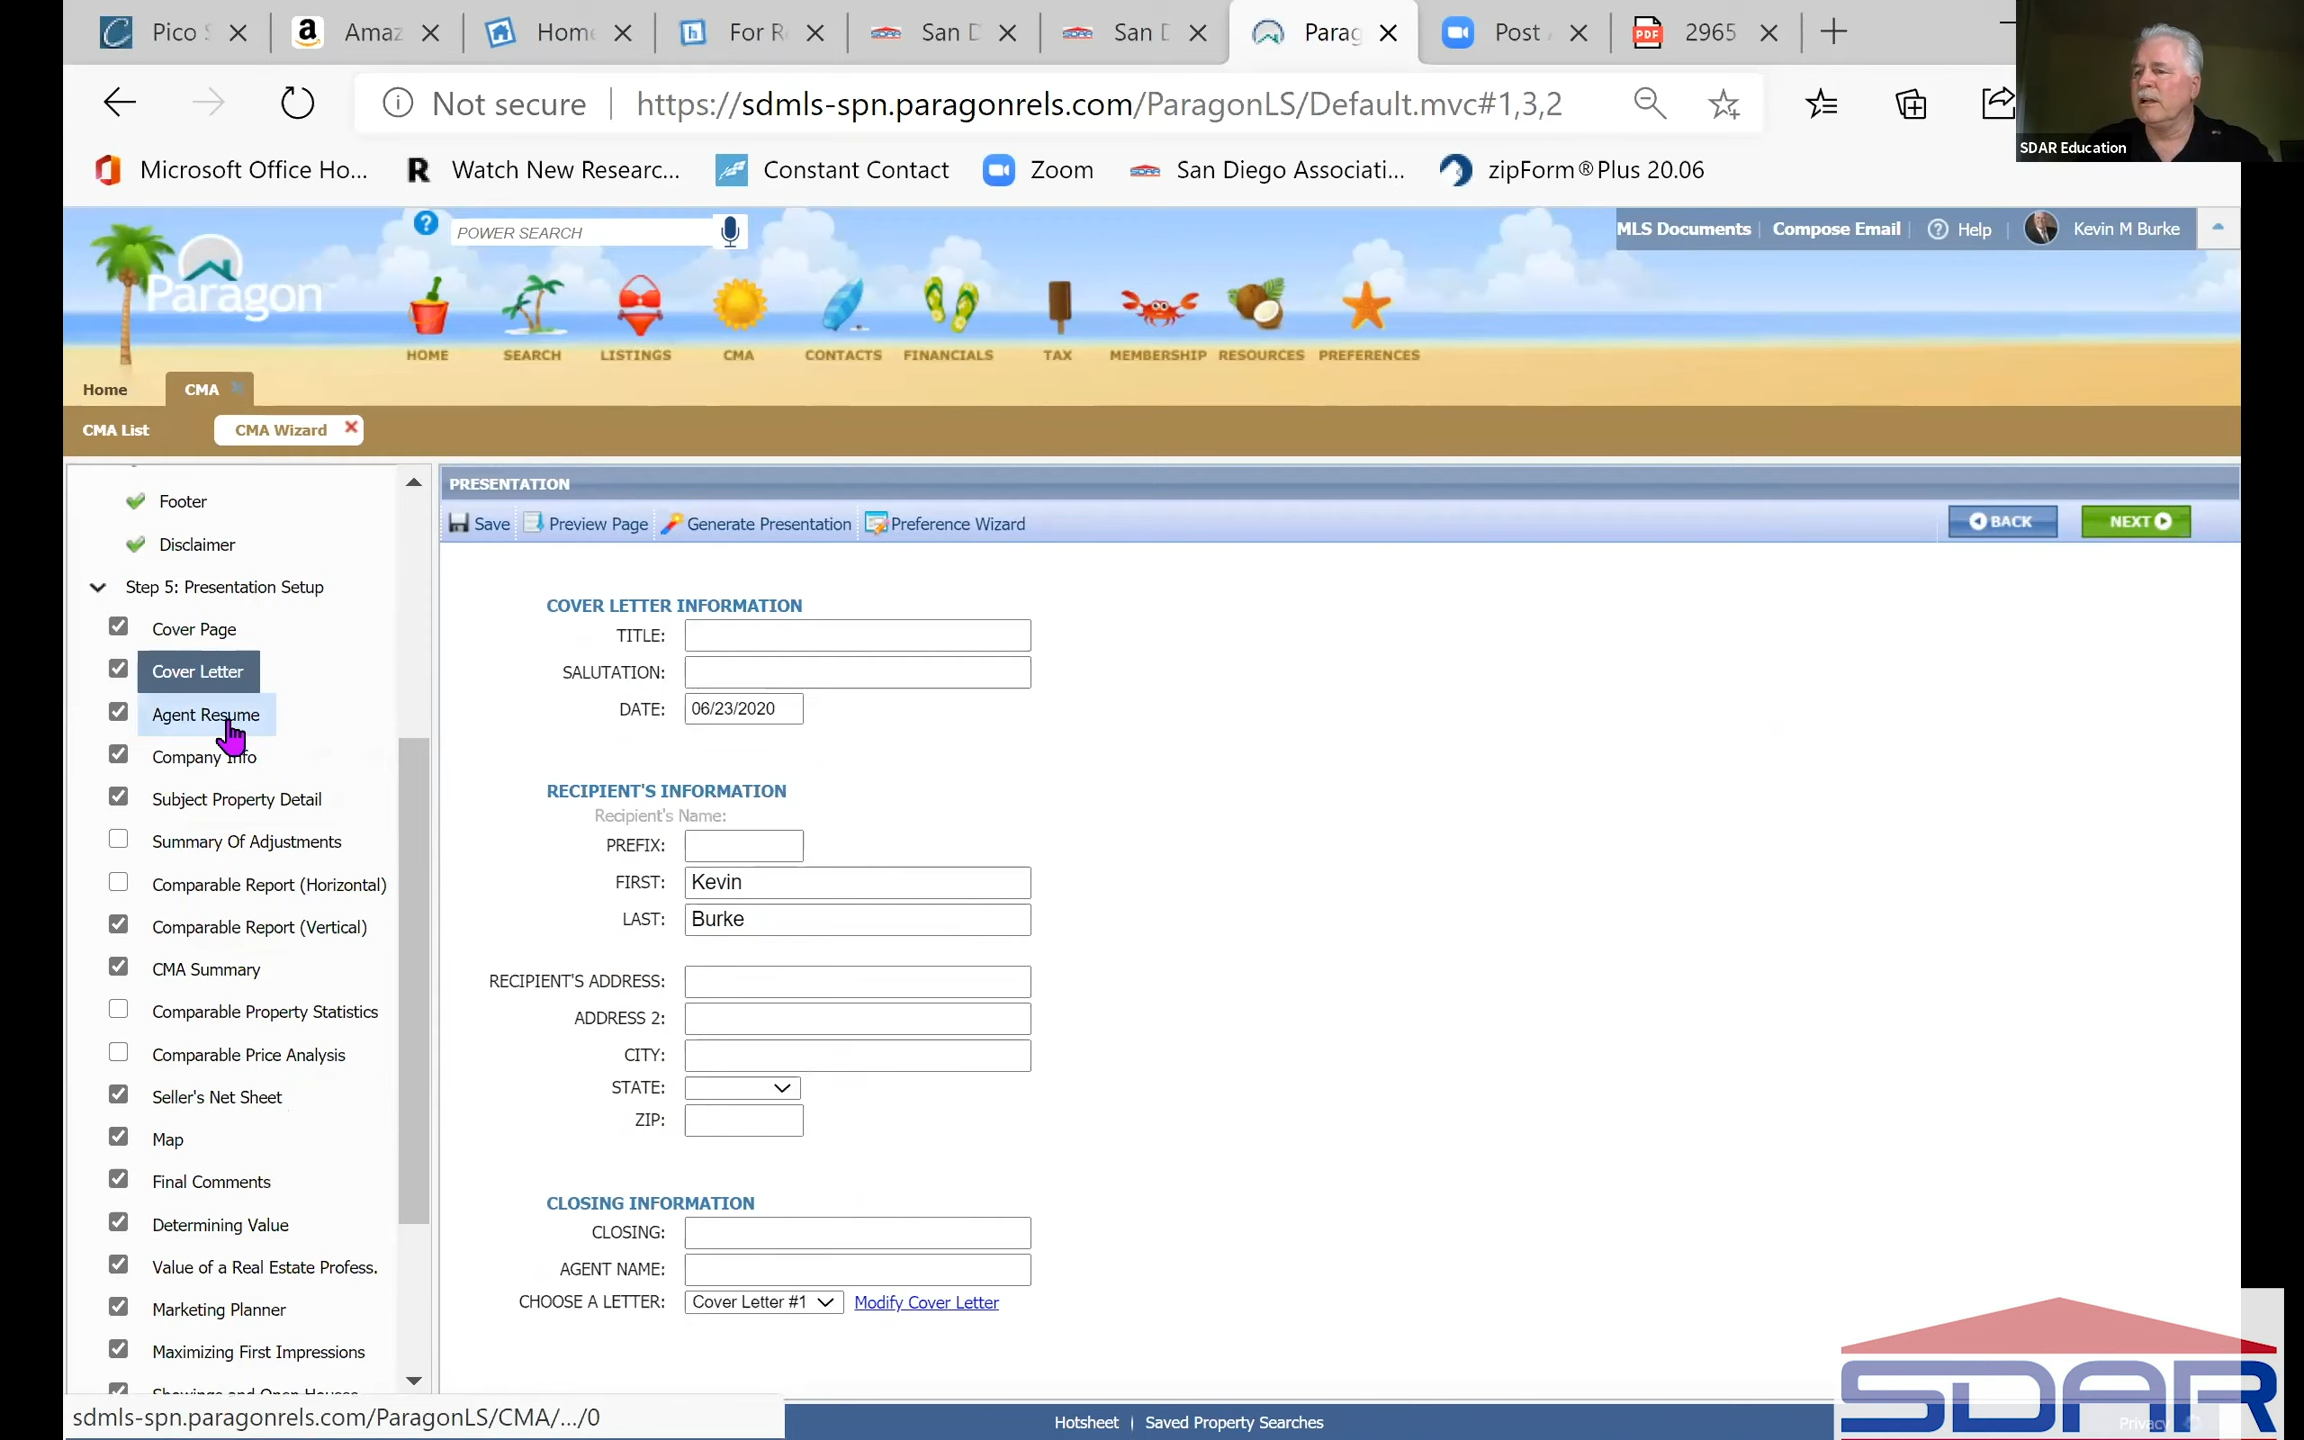 Pico S
Amaz
Home
For R
San D
San D
Parag
Post A
PDF
2965
Not secure
https://sdmls-spn.paragonrels.com/ParagonLS/Default.mvc#1,3,2
SDAR Education
Microsoft Office Ho...
Watch New Researc...
Constant Contact
Zoom
San Diego Associati...
zipForm®Plus 20.06
Paragon
POWER SEARCH
MLS Documents
Compose Email
Help
Kevin M Burke
HOME
SEARCH
LISTINGS
CMA
CONTACTS
FINANCIALS
TAX
MEMBERSHIP
RESOURCES
PREFERENCES
Home
CMA
CMA List
CMA Wizard
Footer
Disclaimer
Step 5: Presentation Setup
Cover Page
Cover Letter
Agent Resume
Company Info
Subject Property Detail
Summary Of Adjustments
Comparable Report (Horizontal)
Comparable Report (Vertical)
CMA Summary
Comparable Property Statistics
Comparable Price Analysis
Seller's Net Sheet
Map
Final Comments
Determining Value
Value of a Real Estate Profess.
Marketing Planner
Maximizing First Impressions
Showings and Open Houses
PRESENTATION
Save
Preview Page
Generate Presentation
Preference Wizard
BACK
NEXT
COVER LETTER INFORMATION
TITLE:
SALUTATION:
DATE: 06/23/2020
RECIPIENT'S INFORMATION
Recipient's Name:
PREFIX:
FIRST: Kevin
LAST: Burke
RECIPIENT'S ADDRESS:
ADDRESS 2:
CITY:
STATE:
ZIP:
CLOSING INFORMATION
CLOSING:
AGENT NAME:
CHOOSE A LETTER: Cover Letter #1 Modify Cover Letter
sdmls-spn.paragonrels.com/ParagonLS/CMA/.../0
Hotsheet | Saved Property Searches
SDAR
Privacy